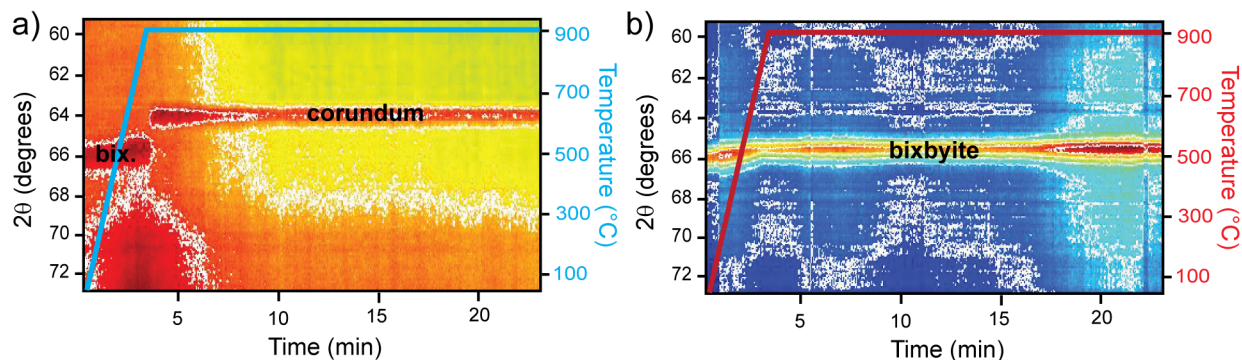 a)
60
62
64
66
68
70
72
2θ (degrees)
bix.
corundum
5
10
15
20
Time (min)
900
700
500
300
100
Temperature (°C)
b)
60
62
64
66
68
70
72
2θ (degrees)
bixbyite
5
10
15
20
Time (min)
900
700
500
300
100
Temperature (°C)